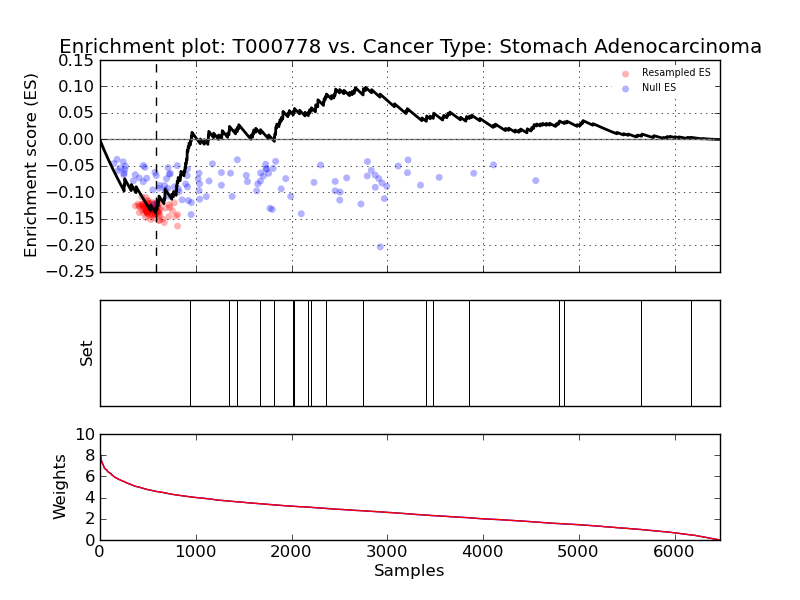 Enrichment plot: T000778 vs. Cancer Type: Stomach Adenocarcinoma
0.15
0.10
0.05
0.00
−0.05
−0.10
−0.15
−0.20
−0.25
Enrichment score (ES)
Resampled ES
Null ES
Set
10
8
6
4
2
0
Weights
0 1000 2000 3000 4000 5000 6000
Samples